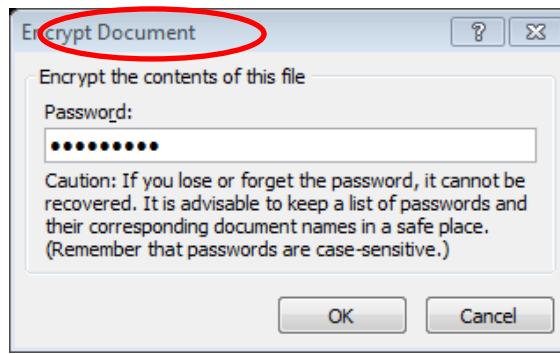 Encrypt Document
Encrypt the contents of this file
Password:
●●●●●●●●●
Caution: If you lose or forget the password, it cannot be
recovered. It is advisable to keep a list of passwords and
their corresponding document names in a safe place.
(Remember that passwords are case-sensitive.)
OK Cancel